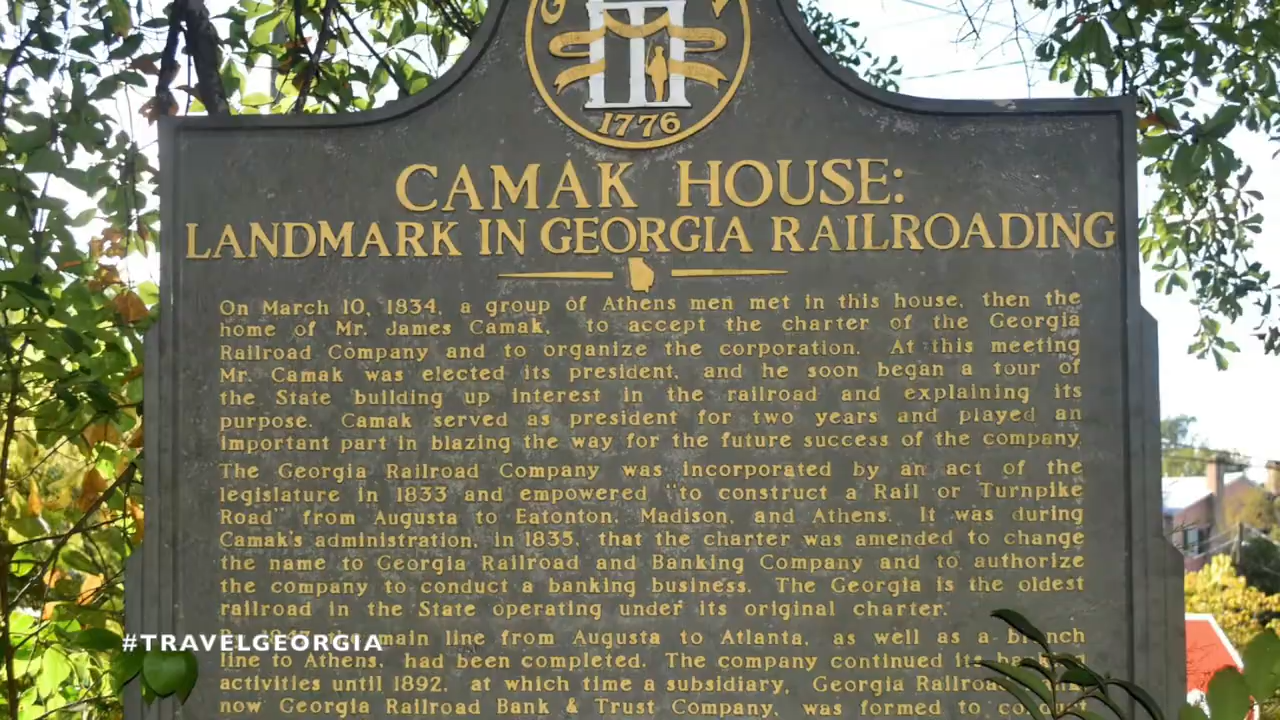 G
1776
CAMAK HOUSE:
LANDMARK IN GEORGIA RAILROADING
On March 10, 1834, a group of Athens men met in this house, then the
home of Mr. James Camak, to accept the charter of the Georgia
Railroad Company and to organize the corporation. At this meeting
Mr. Camak was elected its president, and he soon began a tour of
the State building up interest in the railroad and explaining its
purpose. Camak served as president for two years and played an
important part in blazing the way for the future success of the company.
The Georgia Railroad Company was incorporated by an act of the
legislature in 1833 and empowered "to construct a Rail or Turnpike
Road" from Augusta to Eatonton, Madison, and Athens. It was during
Camak's administration, in 1835, that the charter was amended to change
the name to Georgia Railroad and Banking Company and to authorize
the company to conduct a banking business. The Georgia is the oldest
railroad in the State operating under its original charter.
main line from Augusta to Atlanta, as well as a branch
line to Athens, had been completed. The company continued its
activities until 1892, at which time a subsidiary, Georgia Railroad
now Georgia Railroad Bank & Trust Company, was formed to conduct
#TRAVELGEORGIA